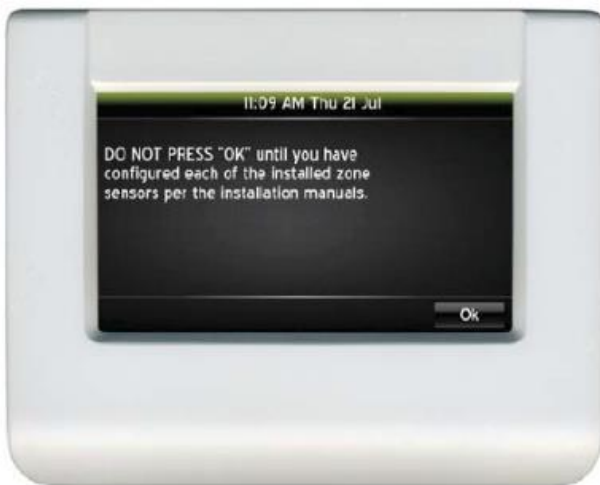 11:09 AM Thu 21 Jul
DO NOT PRESS "OK" until you have
configured each of the installed zone
sensors per the installation manuals.
Ok